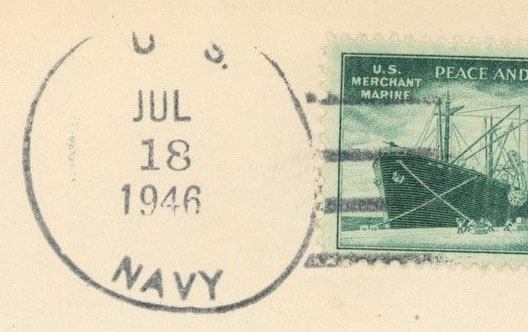 U. S.
JUL
18
1946
NAVY
U.S.
MERCHANT
MARINE
PEACE AND